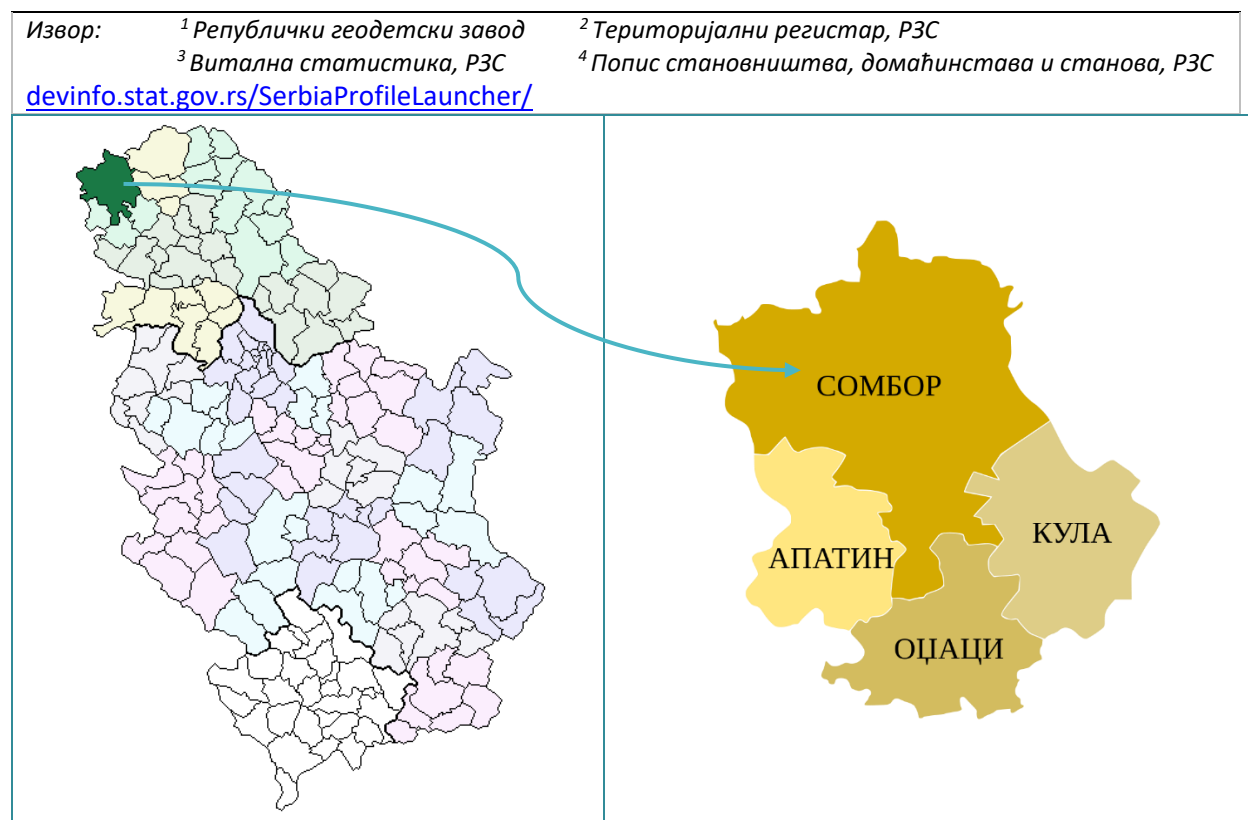 Извор: ¹ Републички геодетски завод ² Територијални регистар, РЗС
³ Витална статистика, РЗС ⁴ Попис становништва, домаћинстава и станова, РЗС
devinfo.stat.gov.rs/SerbiaProfileLauncher/
СОМБОР
КУЛА
АПАТИН
ОЏАЦИ